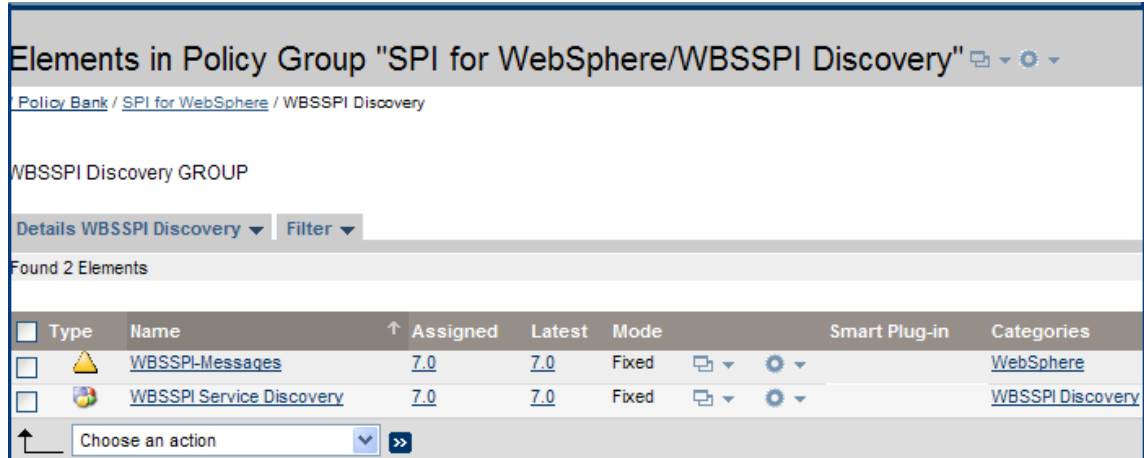 Elements in Policy Group "SPI for WebSphere/WBSSPI Discovery"
/ Policy Bank / SPI for WebSphere / WBSSPI Discovery
WBSSPI Discovery GROUP
Details WBSSPI Discovery Filter
Found 2 Elements
Type Name Assigned Latest Mode Smart Plug-in Categories
WBSSPI-Messages 7.0 7.0 Fixed WebSphere
WBSSPI Service Discovery 7.0 7.0 Fixed WBSSPI Discovery
Choose an action